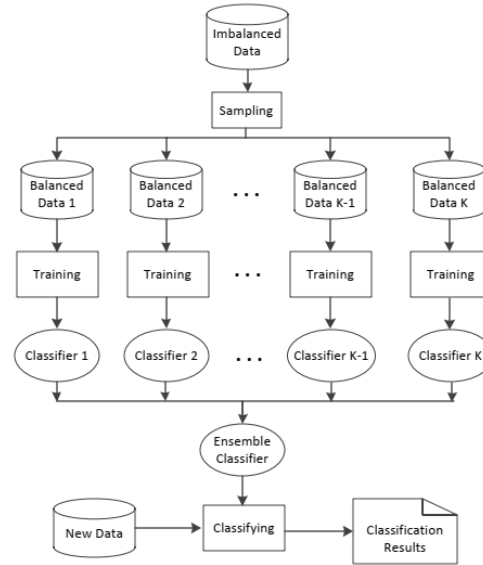 Imbalanced
Data
Sampling
Balanced
Data 1
Balanced
Data 2
...
Balanced
Data K-1
Balanced
Data K
Training
Training
...
Training
Training
Classifier 1
Classifier 2
...
Classifier K-1
Classifier K
Ensemble
Classifier
New Data
Classifying
Classification
Results